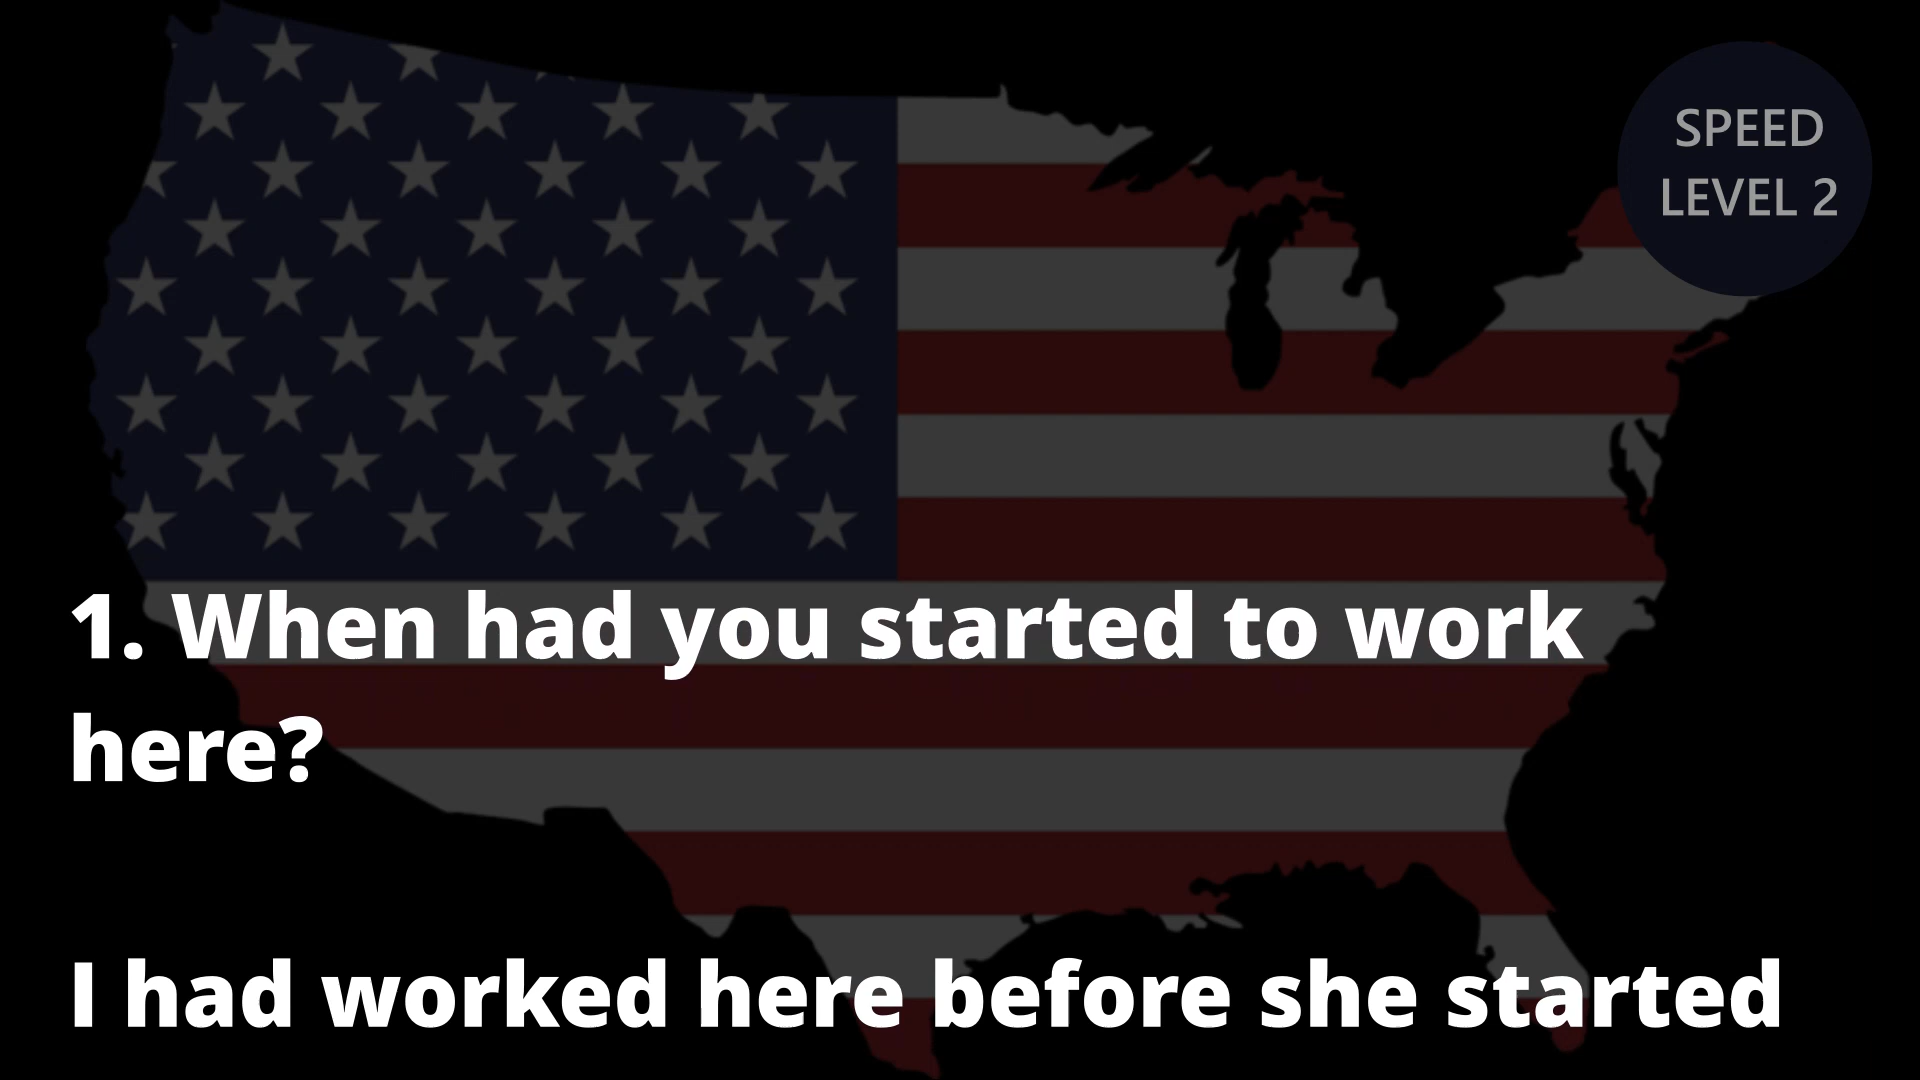 SPEED
LEVEL 2
1. When had you started to work
here?
I had worked here before she started